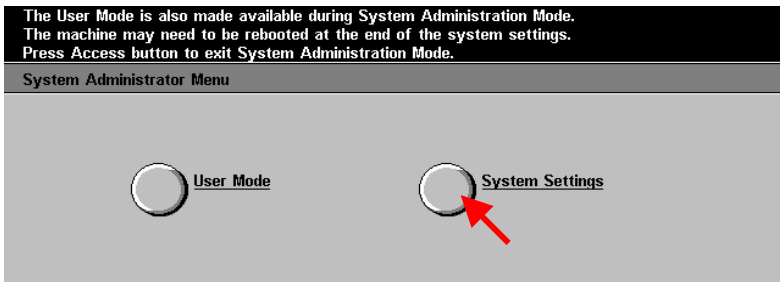 The User Mode is also made available during System Administration Mode.
The machine may need to be rebooted at the end of the system settings.
Press Access button to exit System Administration Mode.
System Administrator Menu
User Mode
System Settings